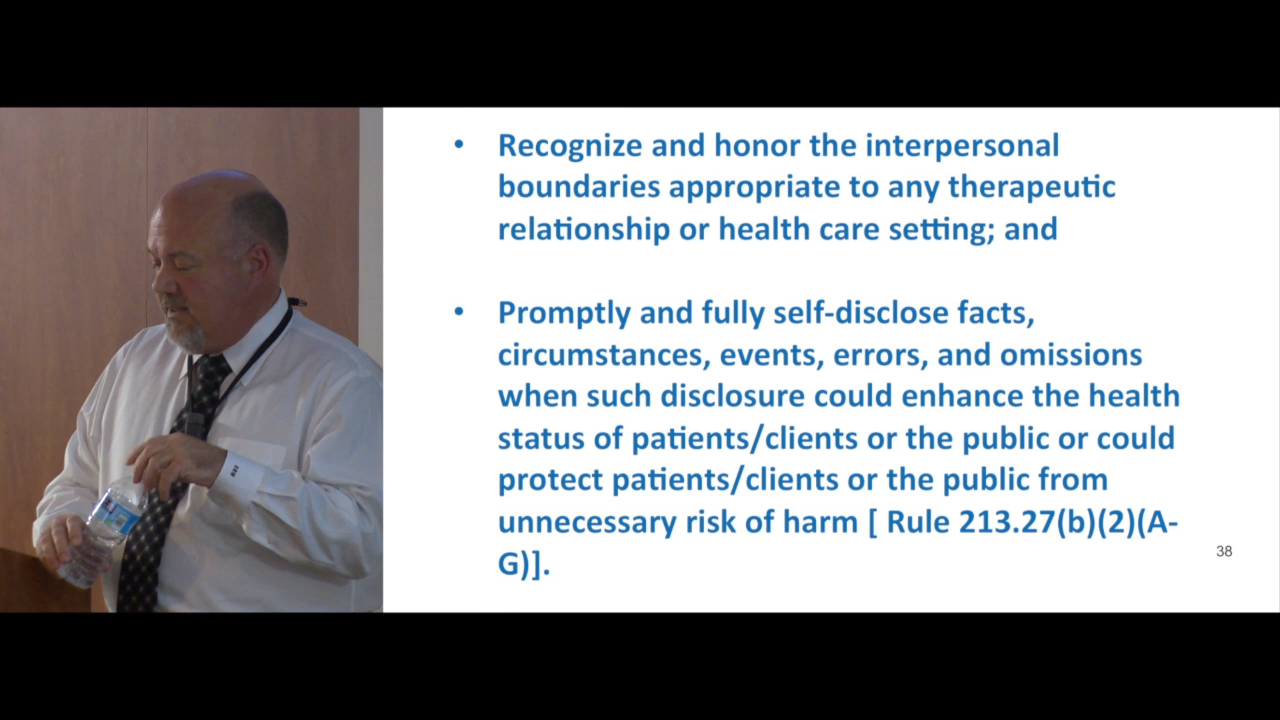 • Recognize and honor the interpersonal
boundaries appropriate to any therapeutic
relationship or health care setting; and
• Promptly and fully self-disclose facts,
circumstances, events, errors, and omissions
when such disclosure could enhance the health
status of patients/clients or the public or could
protect patients/clients or the public from
unnecessary risk of harm [ Rule 213.27(b)(2)(A-
G)].
38